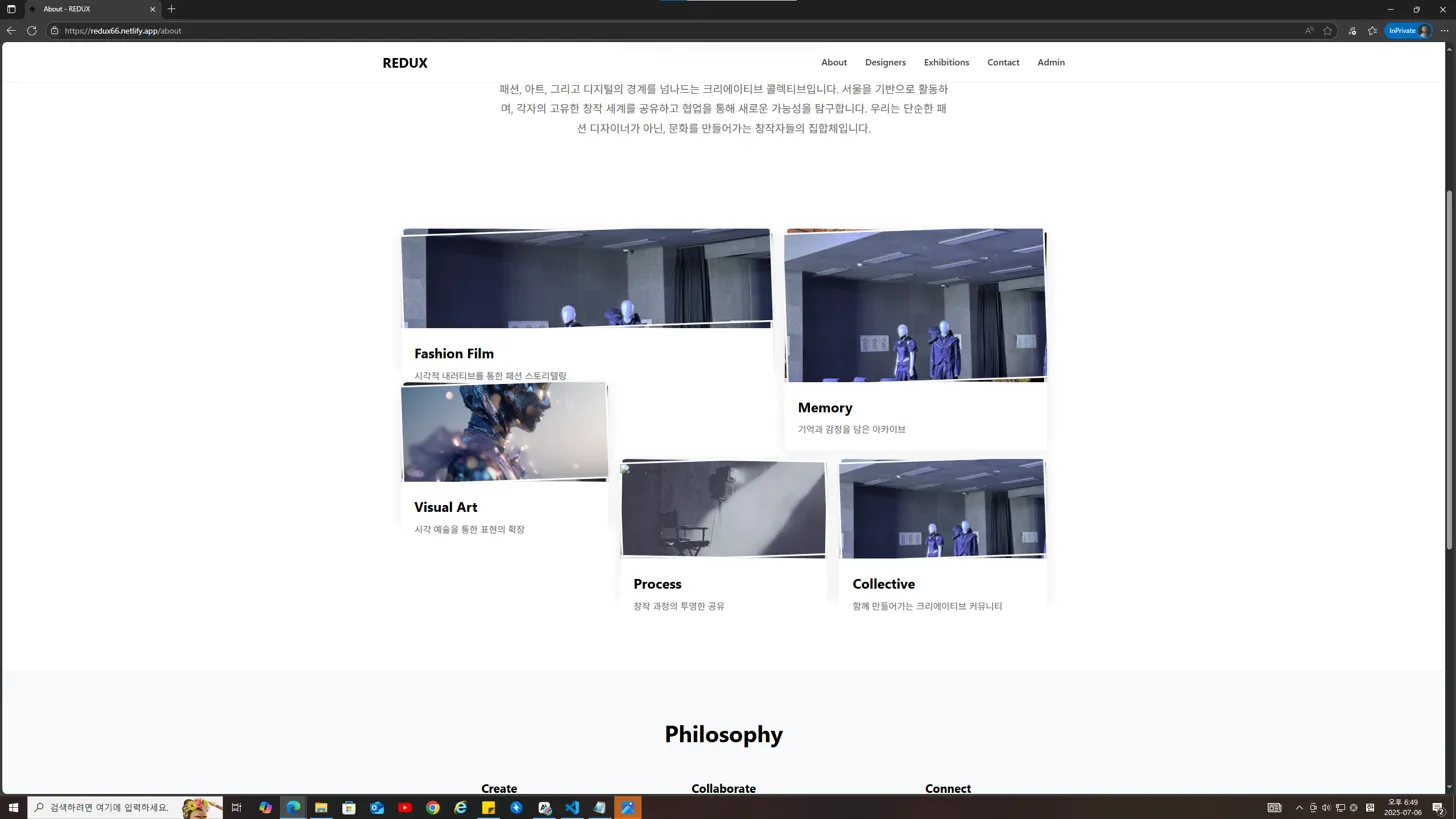 About - REDUX
https://redux66.netlify.app/about
InPrivate
REDUX
About
Designers
Exhibitions
Contact
Admin
패션, 아트, 그리고 디지털의 경계를 넘나드는 크리에이티브 콜렉티브입니다. 서울을 기반으로 활동하
며, 각자의 고유한 창작 세계를 공유하고 협업을 통해 새로운 가능성을 탐구합니다. 우리는 단순한 패
션 디자이너가 아닌, 문화를 만들어가는 창작자들의 집합체입니다.
Fashion Film
시각적 내러티브를 통한 패션 스토리텔링
Memory
기억과 감정을 담은 아카이브
Visual Art
시각 예술을 통한 표현의 확장
Process
창작 과정의 투명한 공유
Collective
함께 만들어가는 크리에이티브 커뮤니티
Philosophy
Create
Collaborate
Connect
검색하려면 여기에 입력하세요.
오후 6:49
2025-07-06